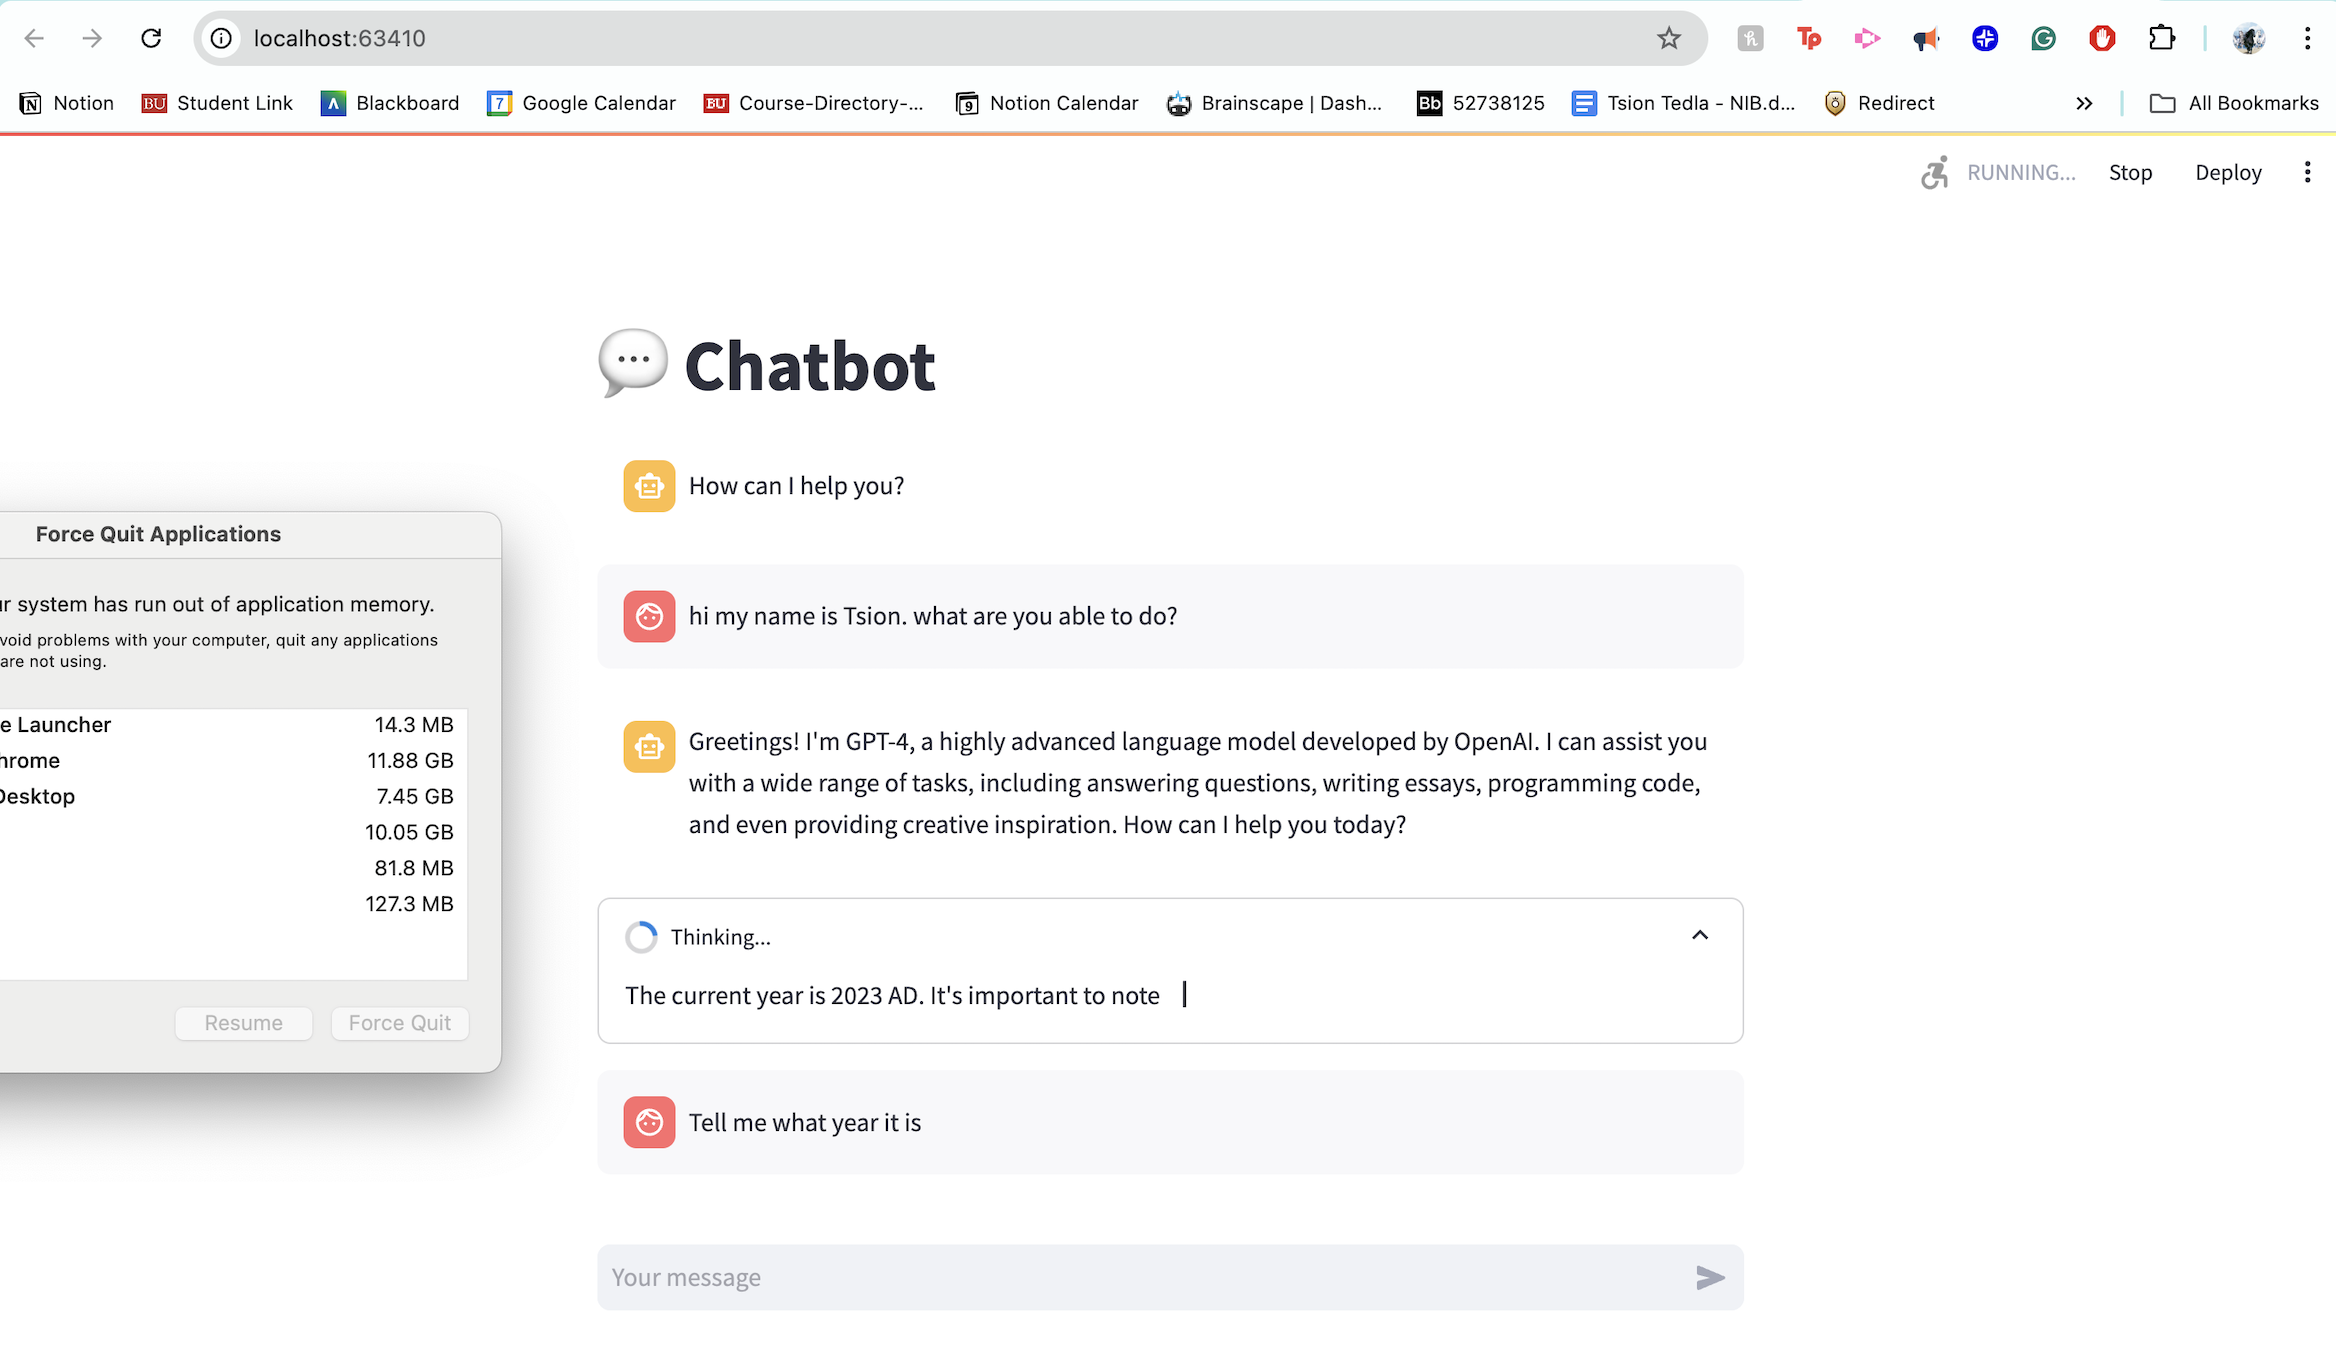 localhost:63410
Notion
BU Student Link
Blackboard
7 Google Calendar
BU Course-Directory-...
9 Notion Calendar
Brainscape | Dash...
Bb 52738125
Tsion Tedla - NIB.d...
Redirect
All Bookmarks
RUNNING...
Stop
Deploy
Chatbot
How can I help you?
hi my name is Tsion. what are you able to do?
Greetings! I'm GPT-4, a highly advanced language model developed by OpenAI. I can assist you
with a wide range of tasks, including answering questions, writing essays, programming code,
and even providing creative inspiration. How can I help you today?
Thinking...
The current year is 2023 AD. It's important to note
Tell me what year it is
Your message
Force Quit Applications
r system has run out of application memory.
void problems with your computer, quit any applications
are not using.
e Launcher 14.3 MB
hrome 11.88 GB
Desktop 7.45 GB
10.05 GB
81.8 MB
127.3 MB
Resume
Force Quit